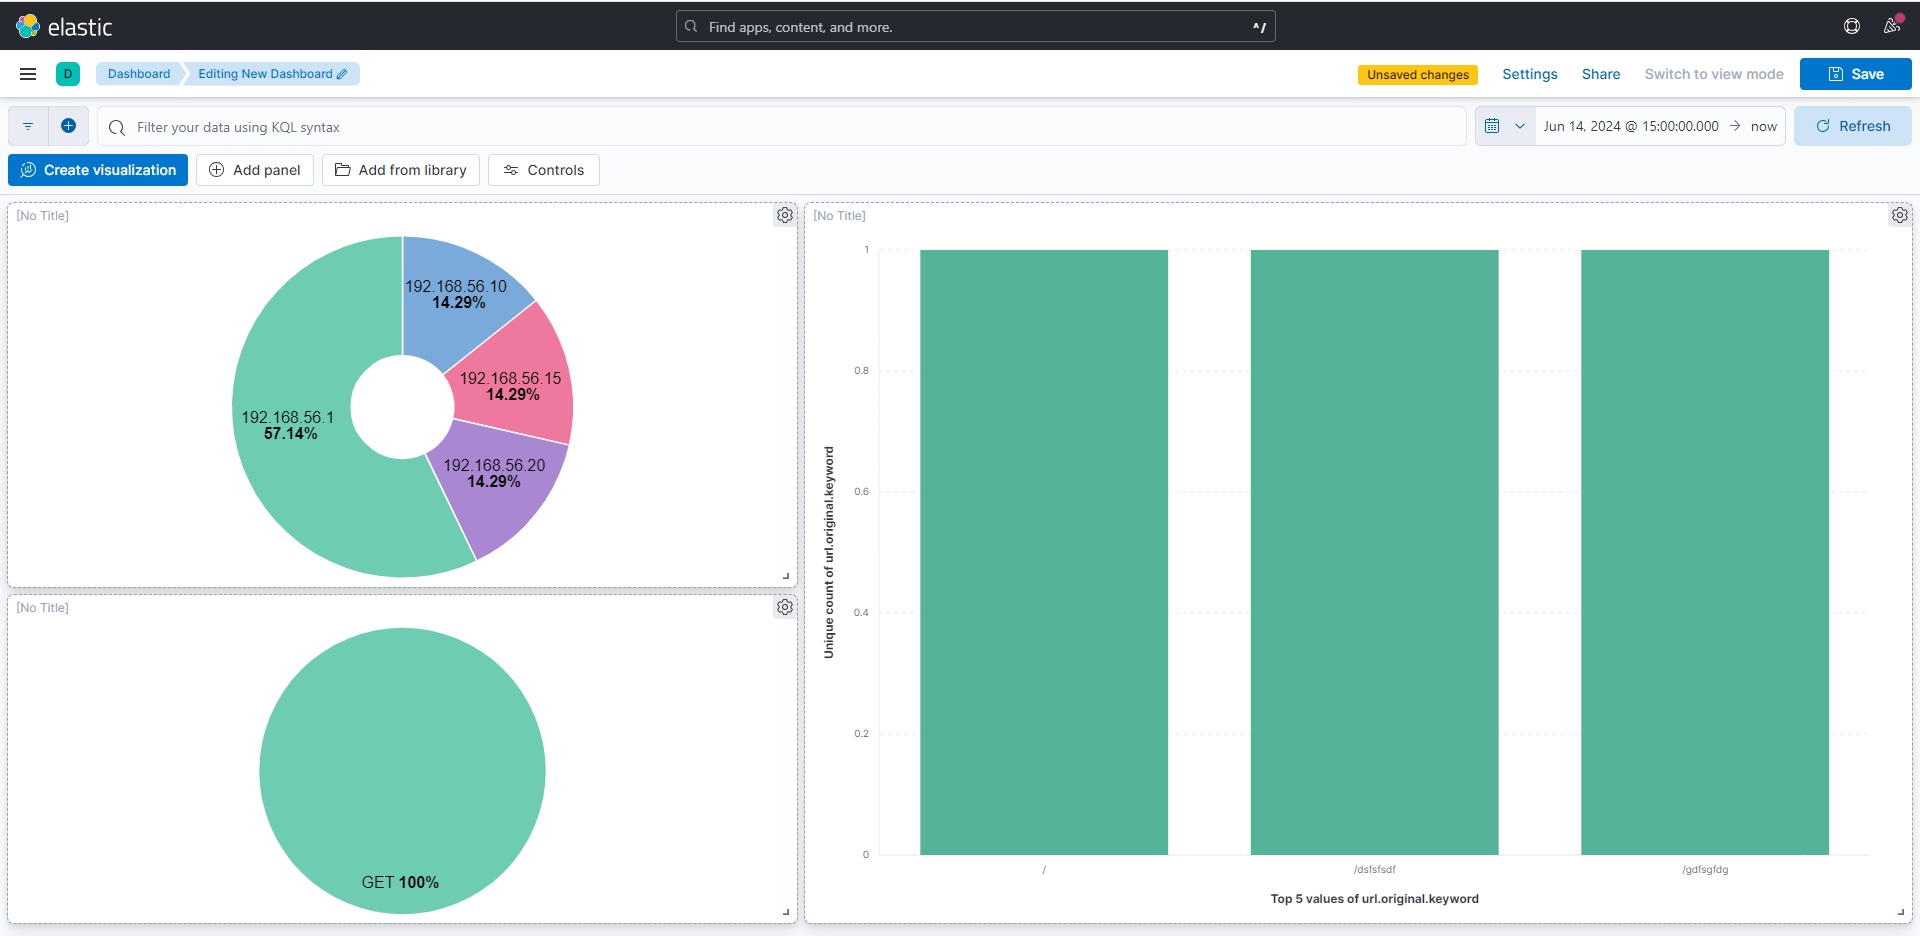 elastic
Find apps, content, and more.
^/
D
Dashboard
Editing New Dashboard
Unsaved changes
Settings
Share
Switch to view mode
Save
Filter your data using KQL syntax
Jun 14, 2024 @ 15:00:00.000 → now
Refresh
Create visualization
Add panel
Add from library
Controls
[No Title]
192.168.56.10
14.29%
192.168.56.15
14.29%
192.168.56.1
57.14%
192.168.56.20
14.29%
[No Title]
GET 100%
[No Title]
1
0.8
0.6
0.4
0.2
0
Unique count of url.original.keyword
/
/dsfsfsdf
/gdfsgfdg
Top 5 values of url.original.keyword